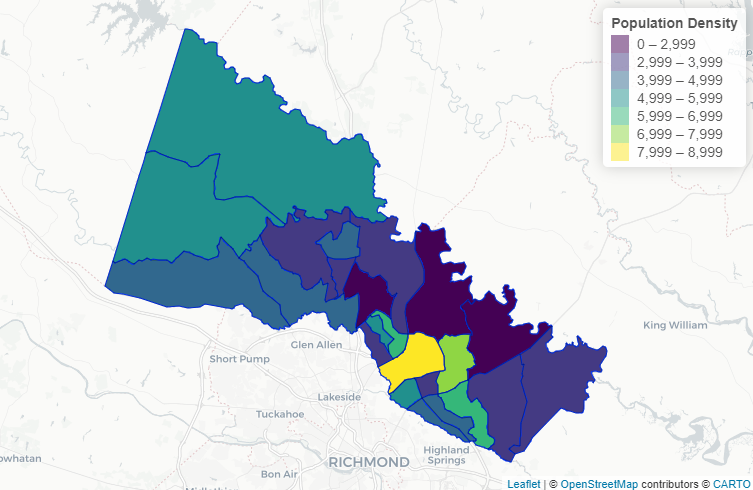 Population Density
0 – 2,999
2,999 – 3,999
3,999 – 4,999
4,999 – 5,999
5,999 – 6,999
6,999 – 7,999
7,999 – 8,999
King William
Glen Allen
Short Pump
Lakeside
Tuckahoe
Highland
Springs
RICHMOND
owhatan
Bon Air
Leaflet | © OpenStreetMap contributors © CARTO